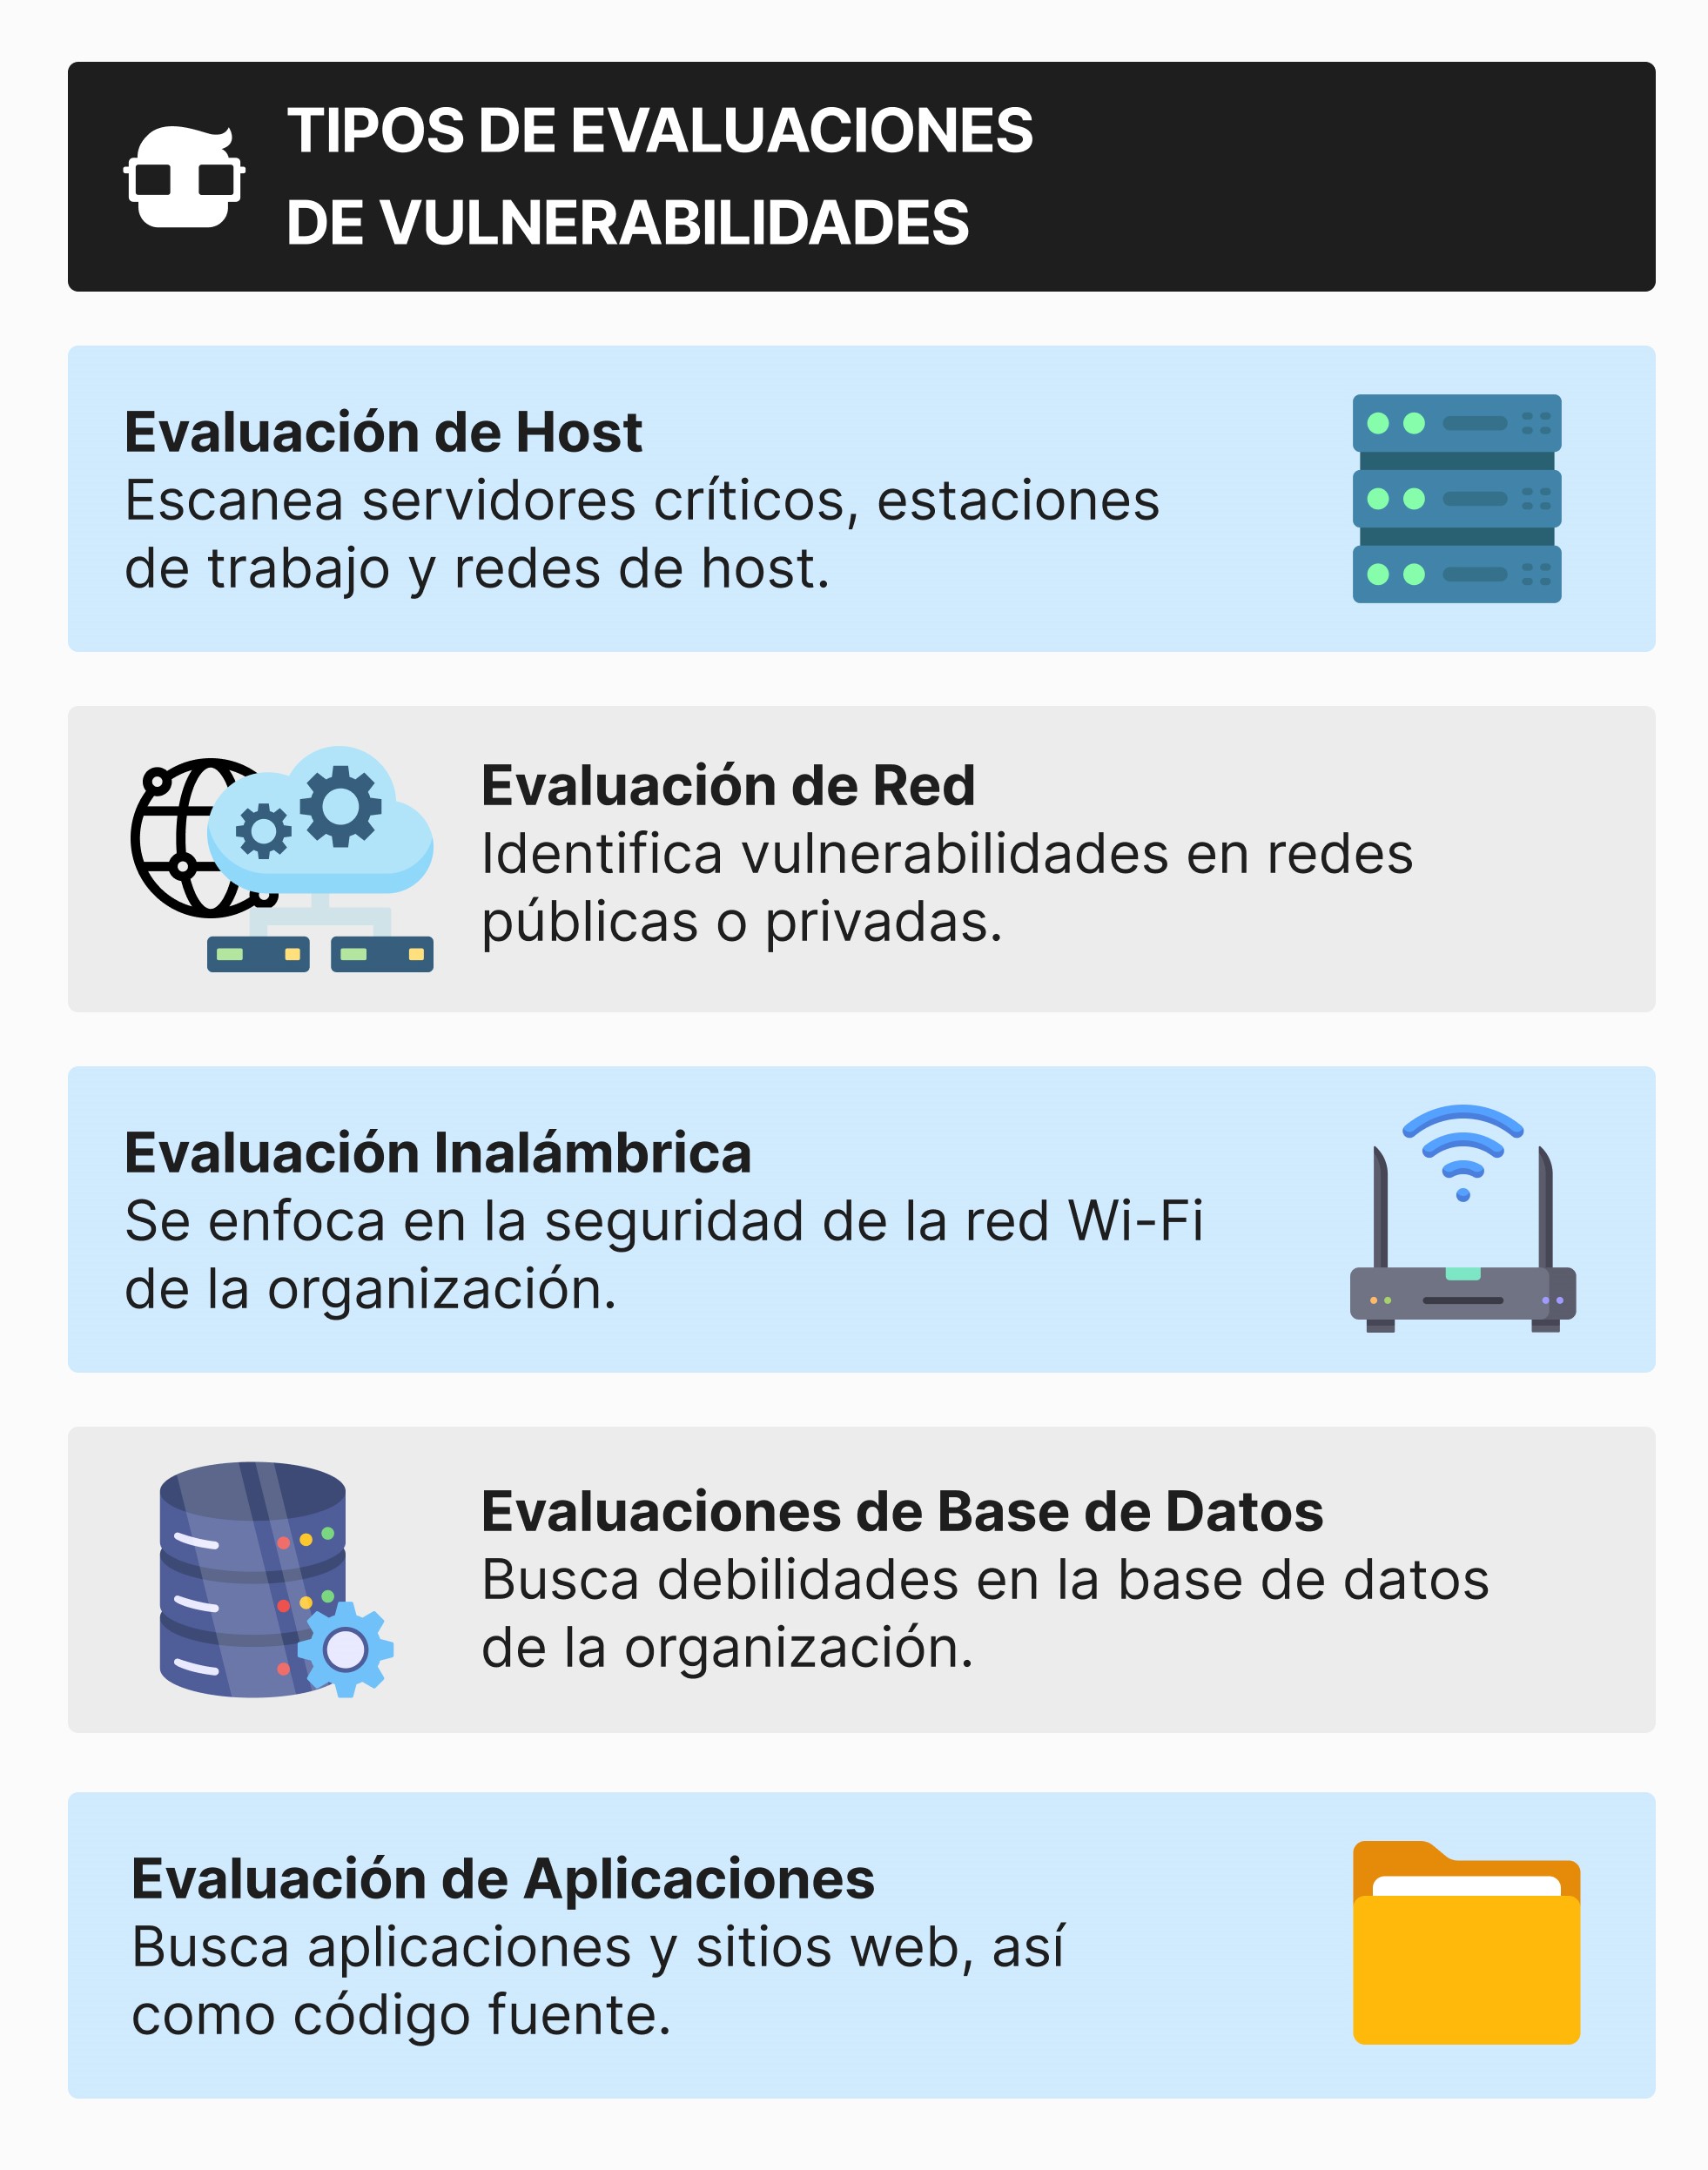 TIPOS DE EVALUACIONES
DE VULNERABILIDADES
Evaluación de Host
Escanea servidores críticos, estaciones
de trabajo y redes de host.
Evaluación de Red
Identifica vulnerabilidades en redes
públicas o privadas.
Evaluación Inalámbrica
Se enfoca en la seguridad de la red Wi-Fi
de la organización.
Evaluaciones de Base de Datos
Busca debilidades en la base de datos
de la organización.
Evaluación de Aplicaciones
Busca aplicaciones y sitios web, así
como código fuente.